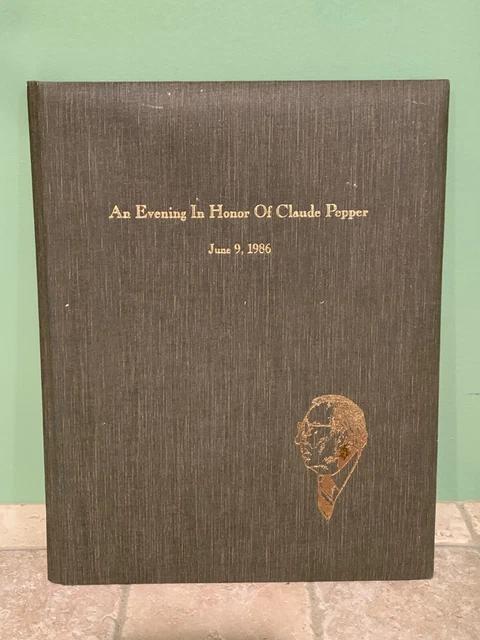 An Evening In Honor Of Claude Pepper
June 9, 1986